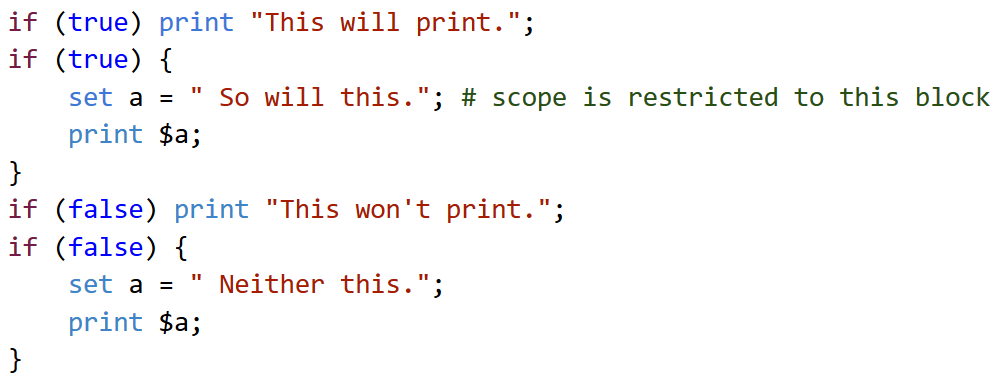 if (true) print "This will print.";
if (true) {
    set a = " So will this."; # scope is restricted to this block
    print $a;
}
if (false) print "This won't print.";
if (false) {
    set a = " Neither this.";
    print $a;
}